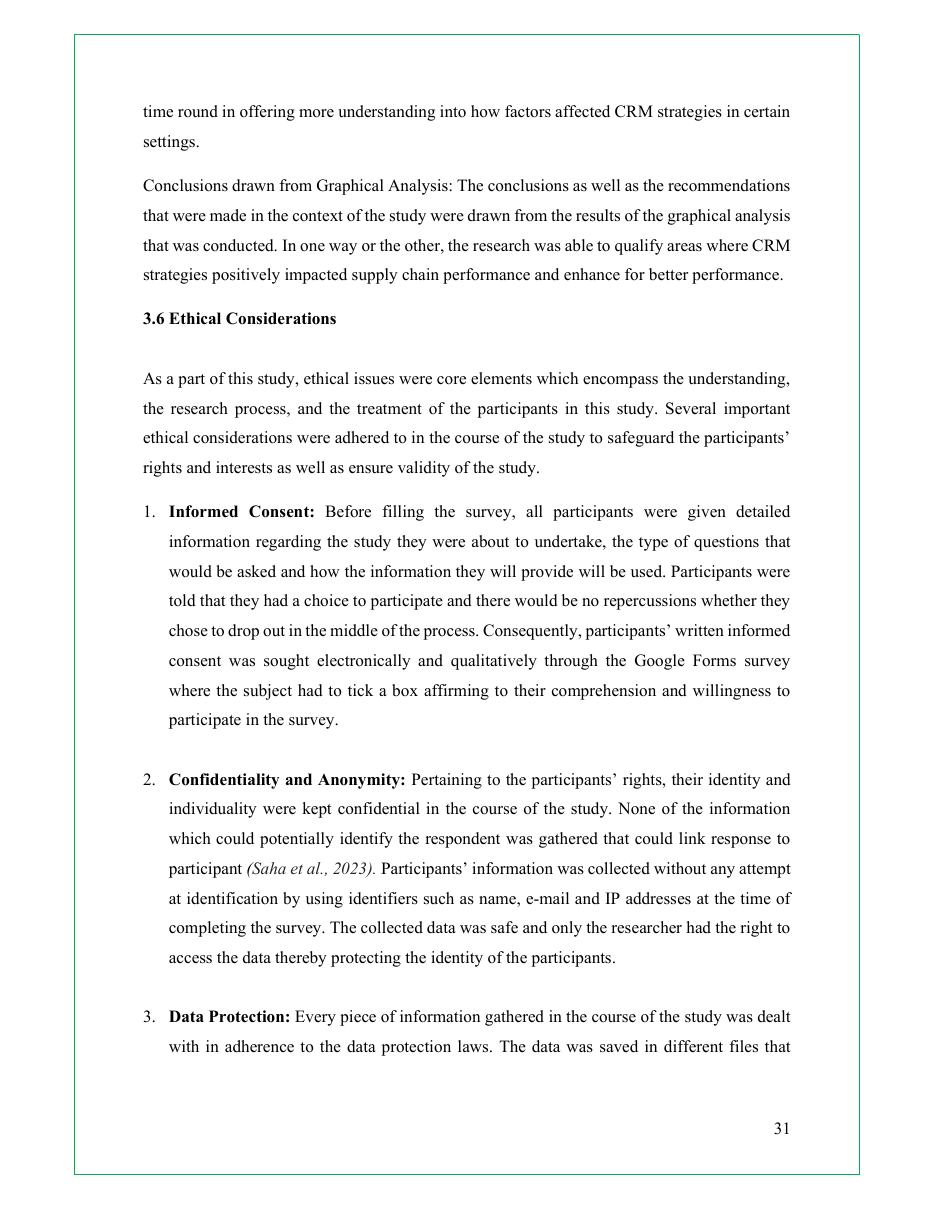 time round in offering more understanding into how factors affected CRM strategies in certain
settings.
Conclusions drawn from Graphical Analysis: The conclusions as well as the recommendations
that were made in the context of the study were drawn from the results of the graphical analysis
that was conducted. In one way or the other, the research was able to qualify areas where CRM
strategies positively impacted supply chain performance and enhance for better performance.
3.6 Ethical Considerations
As a part of this study, ethical issues were core elements which encompass the understanding,
the research process, and the treatment of the participants in this study. Several important
ethical considerations were adhered to in the course of the study to safeguard the participants’
rights and interests as well as ensure validity of the study.
1. Informed Consent: Before filling the survey, all participants were given detailed
information regarding the study they were about to undertake, the type of questions that
would be asked and how the information they will provide will be used. Participants were
told that they had a choice to participate and there would be no repercussions whether they
chose to drop out in the middle of the process. Consequently, participants’ written informed
consent was sought electronically and qualitatively through the Google Forms survey
where the subject had to tick a box affirming to their comprehension and willingness to
participate in the survey.
2. Confidentiality and Anonymity: Pertaining to the participants’ rights, their identity and
individuality were kept confidential in the course of the study. None of the information
which could potentially identify the respondent was gathered that could link response to
participant (Saha et al., 2023). Participants’ information was collected without any attempt
at identification by using identifiers such as name, e-mail and IP addresses at the time of
completing the survey. The collected data was safe and only the researcher had the right to
access the data thereby protecting the identity of the participants.
3. Data Protection: Every piece of information gathered in the course of the study was dealt
with in adherence to the data protection laws. The data was saved in different files that
31